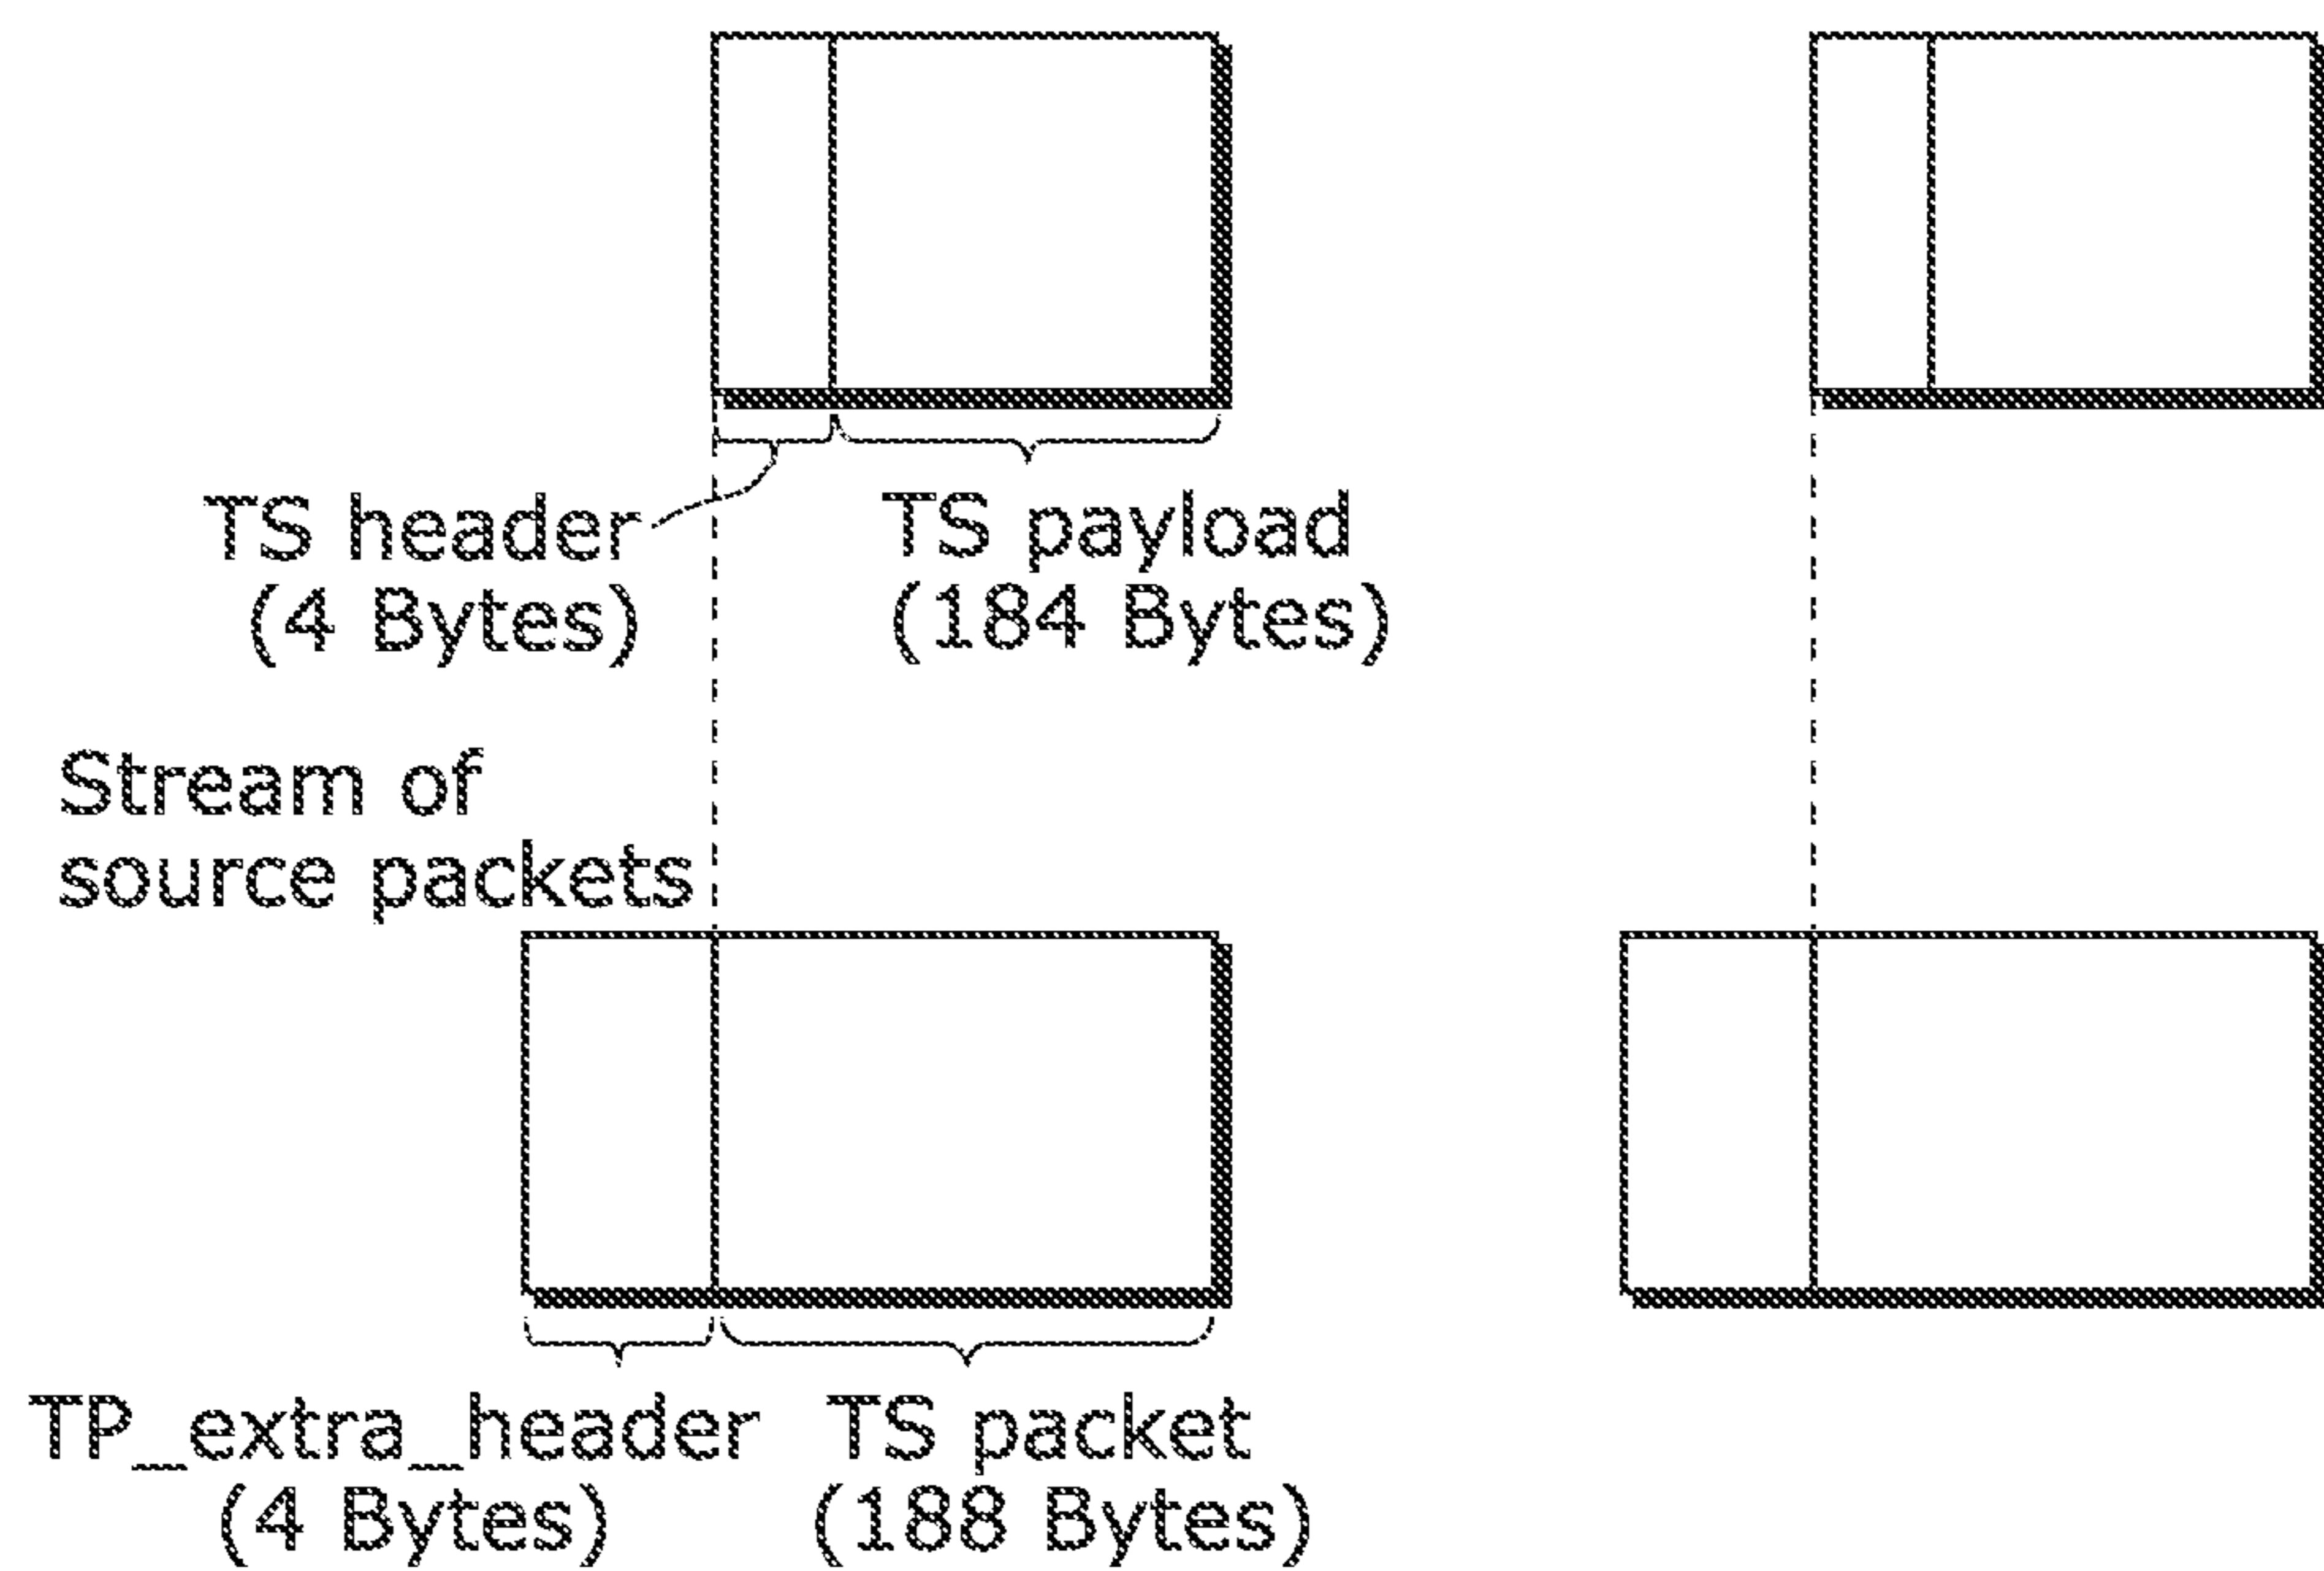 TS header
(4 Bytes)
TS payload
(184 Bytes)
Stream of
source packets
TP_extra_header
(4 Bytes)
TS packet
(188 Bytes)